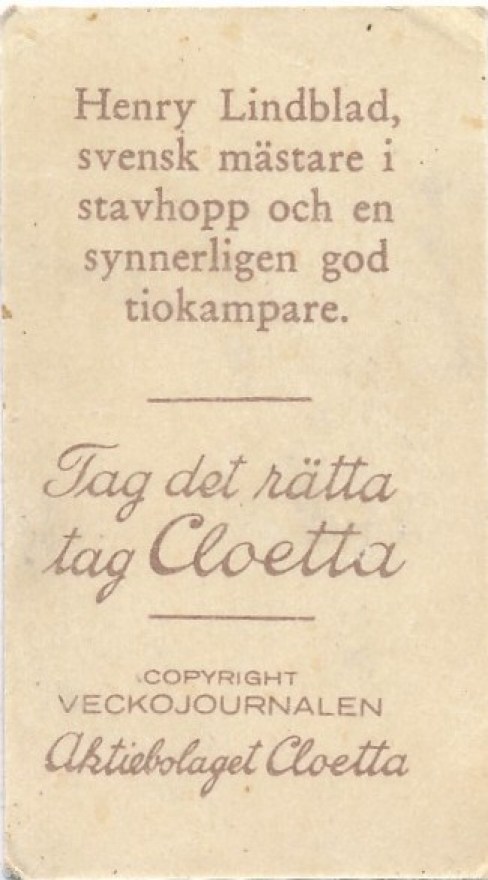 Henry Lindblad,
svensk mästare i
stavhopp och en
synnerligen god
tiokampare.
Tag det rätta
tag Cloetta
COPYRIGHT
VECKOJOURNALEN
Aktiebolaget Cloetta